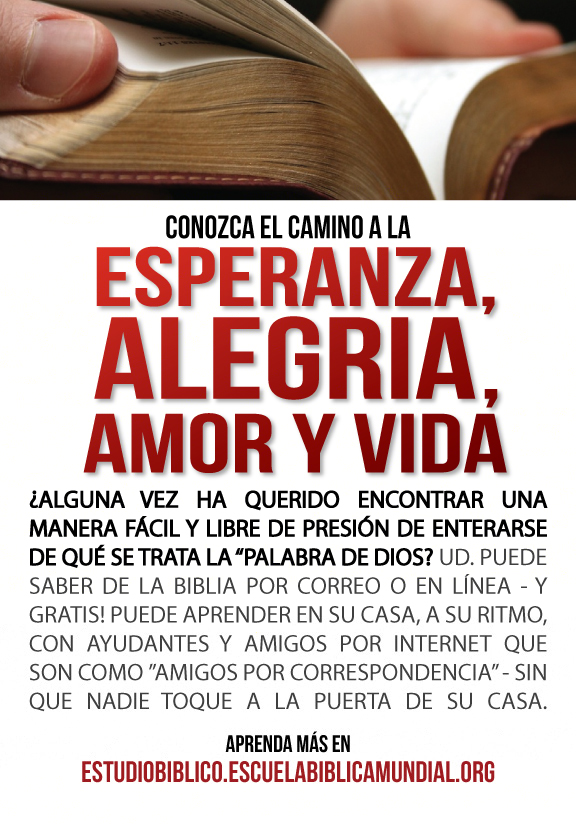 CONOZCA EL CAMINO A LA
ESPERANZA,
ALEGRIA,
AMOR Y VIDA
¿ALGUNA VEZ HA QUERIDO ENCONTRAR UNA
MANERA FÁCIL Y LIBRE DE PRESIÓN DE ENTERARSE
DE QUÉ SE TRATA LA “PALABRA DE DIOS? UD. PUEDE
SABER DE LA BIBLIA POR CORREO O EN LÍNEA - Y
GRATIS! PUEDE APRENDER EN SU CASA, A SU RITMO,
CON AYUDANTES Y AMIGOS POR INTERNET QUE
SON COMO ”AMIGOS POR CORRESPONDENCIA” - SIN
QUE NADIE TOQUE A LA PUERTA DE SU CASA.
APRENDA MÁS EN
ESTUDIOBIBLICO.ESCUELABIBLICAMUNDIAL.ORG